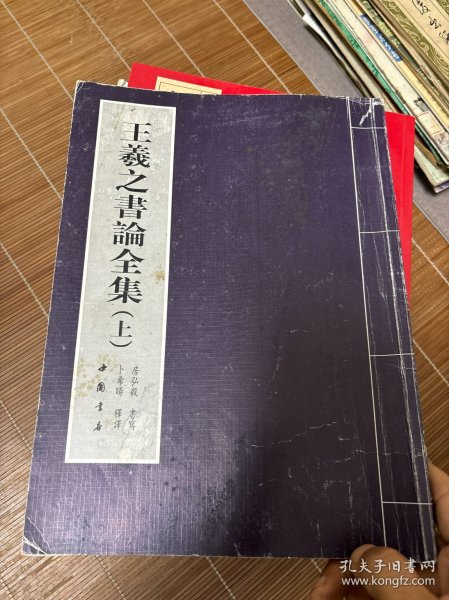 王羲之書論全集(上)
房弘毅 書寫
卜希暘 釋譯
中國書店
孔夫子旧书网
www.kongfz.com